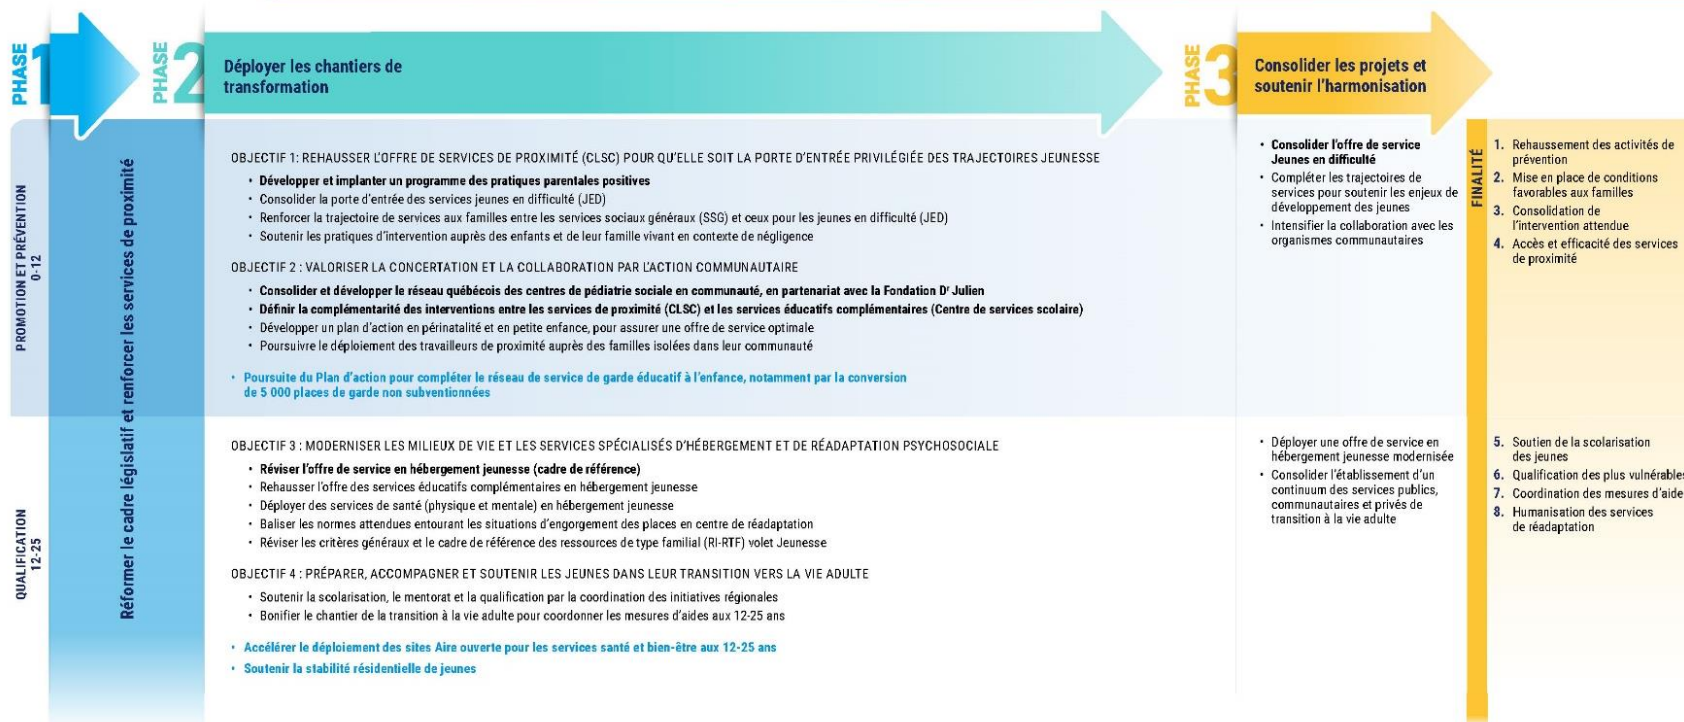 PHASE 1
PHASE 2
Déployer les chantiers de
transformation
PHASE 3
Consolider les projets et
soutenir l'harmonisation
PROMOTION ET PRÉVENTION
0-12
QUALIFICATION
12-25
Réformer le cadre législatif et renforcer les services de proximité
OBJECTIF 1: REHAUSSER L'OFFRE DE SERVICES DE PROXIMITÉ (CLSC) POUR QU'ELLE SOIT LA PORTE D'ENTRÉE PRIVILÉGIÉE DES TRAJECTOIRES JEUNESSE
• Développer et implanter un programme des pratiques parentales positives
• Consolider la porte d'entrée des services jeunes en difficulté (JED)
• Renforcer la trajectoire de services aux familles entre les services sociaux généraux (SSG) et ceux pour les jeunes en difficulté (JED)
• Soutenir les pratiques d'intervention auprès des enfants et de leur famille vivant en contexte de négligence
OBJECTIF 2 : VALORISER LA CONCERTATION ET LA COLLABORATION PAR L'ACTION COMMUNAUTAIRE
• Consolider et développer le réseau québécois des centres de pédiatrie sociale en communauté, en partenariat avec la Fondation Dr Julien
• Définir la complémentarité des interventions entre les services de proximité (CLSC) et les services éducatifs complémentaires (Centre de services scolaire)
• Développer un plan d'action en périnatalité et en petite enfance, pour assurer une offre de service optimale
• Poursuivre le déploiement des travailleurs de proximité auprès des familles isolées dans leur communauté
• Poursuite du Plan d'action pour compléter le réseau de service de garde éducatif à l'enfance, notamment par la conversion
de 5 000 places de garde non subventionnées
OBJECTIF 3 : MODERNISER LES MILIEUX DE VIE ET LES SERVICES SPÉCIALISÉS D'HÉBERGEMENT ET DE RÉADAPTATION PSYCHOSOCIALE
• Réviser l'offre de service en hébergement jeunesse (cadre de référence)
• Rehausser l'offre des services éducatifs complémentaires en hébergement jeunesse
• Déployer des services de santé (physique et mentale) en hébergement jeunesse
• Baliser les normes attendues entourant les situations d'engorgement des places en centre de réadaptation
• Réviser les critères généraux et le cadre de référence des ressources de type familial (RI-RTF) volet Jeunesse
OBJECTIF 4 : PRÉPARER, ACCOMPAGNER ET SOUTENIR LES JEUNES DANS LEUR TRANSITION VERS LA VIE ADULTE
• Soutenir la scolarisation, le mentorat et la qualification par la coordination des initiatives régionales
• Bonifier le chantier de la transition à la vie adulte pour coordonner les mesures d'aides aux 12-25 ans
• Accélérer le déploiement des sites Aire ouverte pour les services santé et bien-être aux 12-25 ans
• Soutenir la stabilité résidentielle de jeunes
• Consolider l'offre de service
Jeunes en difficulté
• Compléter les trajectoires de
services pour soutenir les enjeux de
développement des jeunes
• Intensifier la collaboration avec les
organismes communautaires
• Déployer une offre de service en
hébergement jeunesse modernisée
• Consolider l'établissement d'un
continuum des services publics,
communautaires et privés de
transition à la vie adulte
FINALITÉ
1. Rehaussement des activités de
prévention
2. Mise en place de conditions
favorables aux familles
3. Consolidation de
l'intervention attendue
4. Accès et efficacité des services
de proximité
5. Soutien de la scolarisation
des jeunes
6. Qualification des plus vulnérables
7. Coordination des mesures d'aide
8. Humanisation des services
de réadaptation